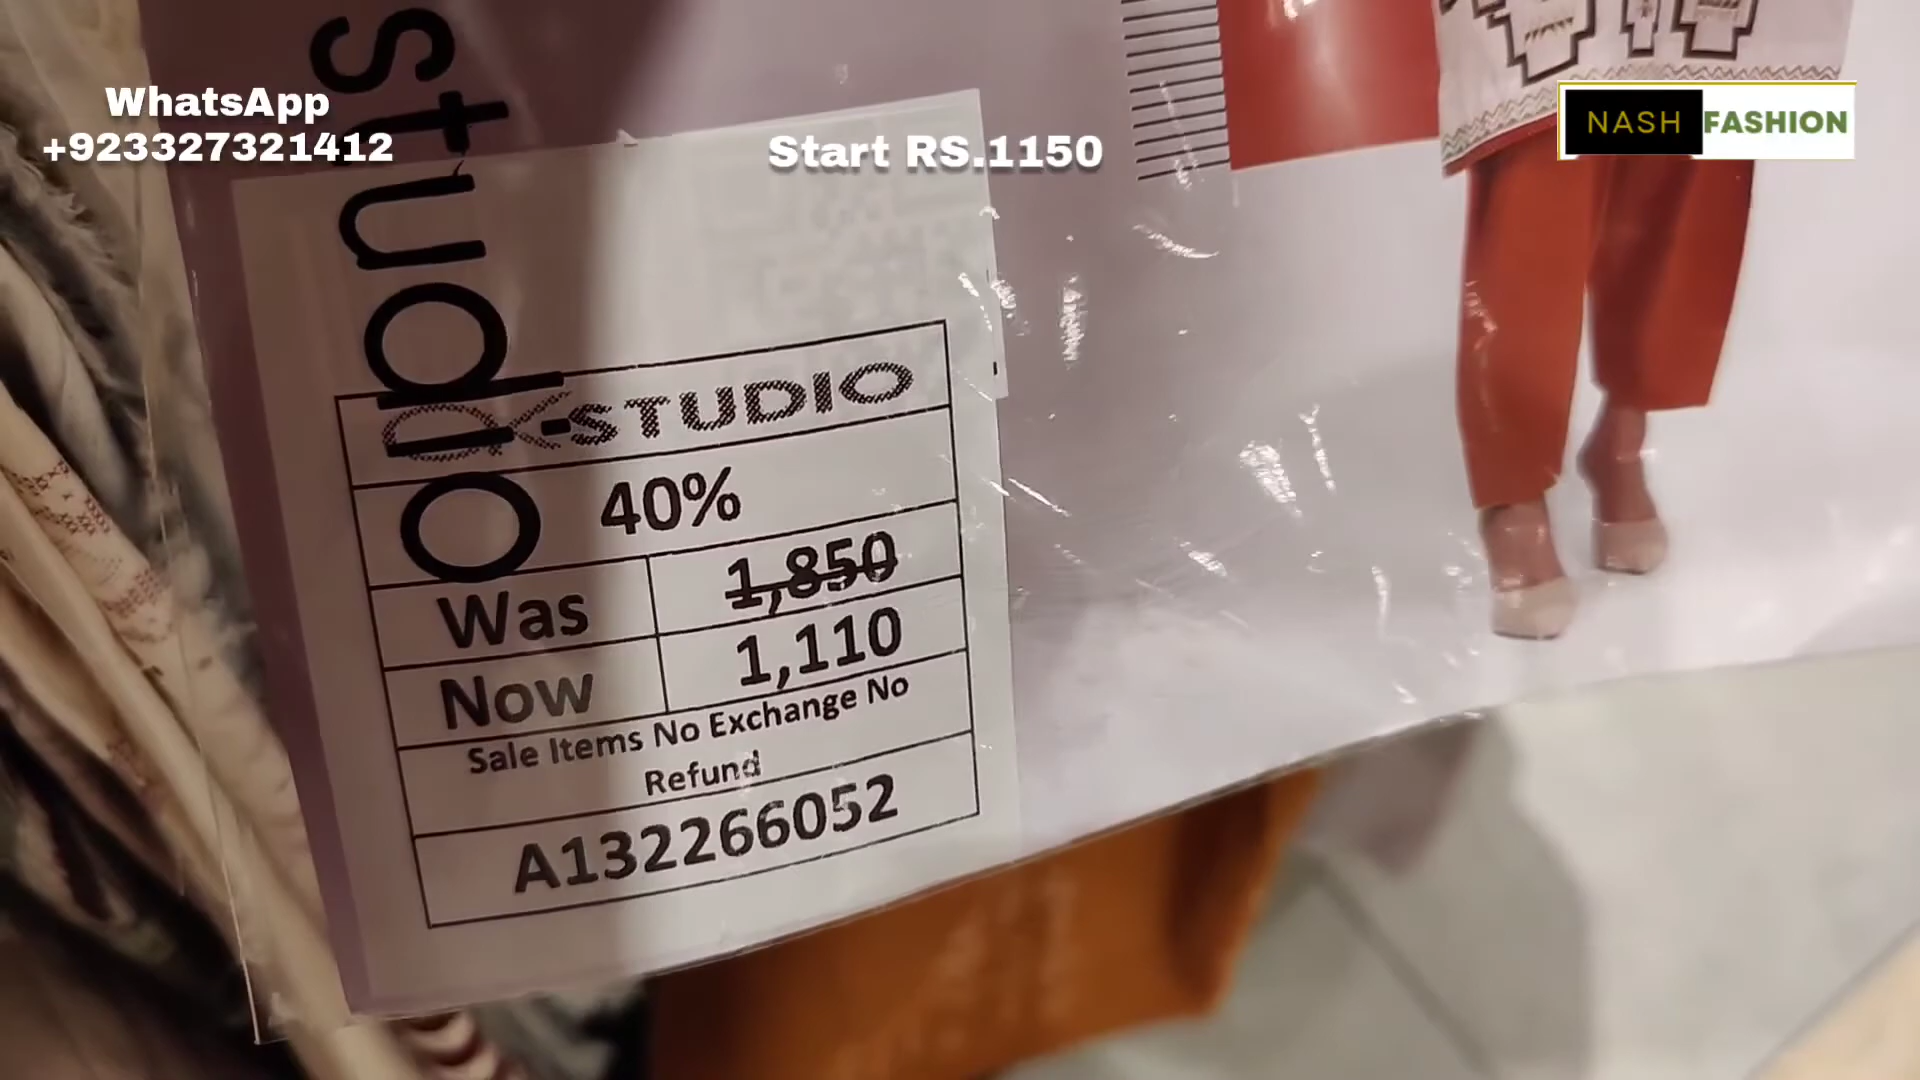 WhatsApp
+923327321412
Start RS.1150
NASH FASHION
studio
-STUDIO
40%
Was 1,850
Now 1,110
Sale Items No Exchange No
Refund
A132266052